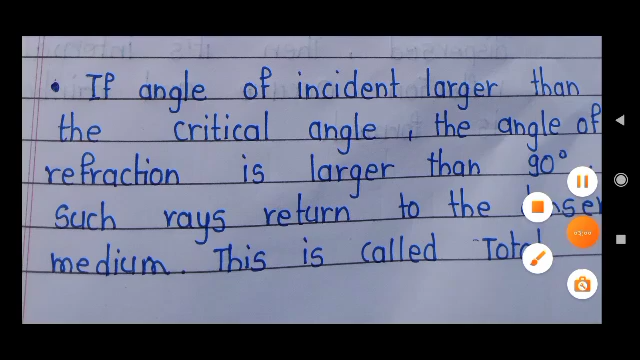 • If angle of incident larger than
the critical angle, the angle of
refraction is larger than 90°.
Such rays return to the
medium. This is called Total